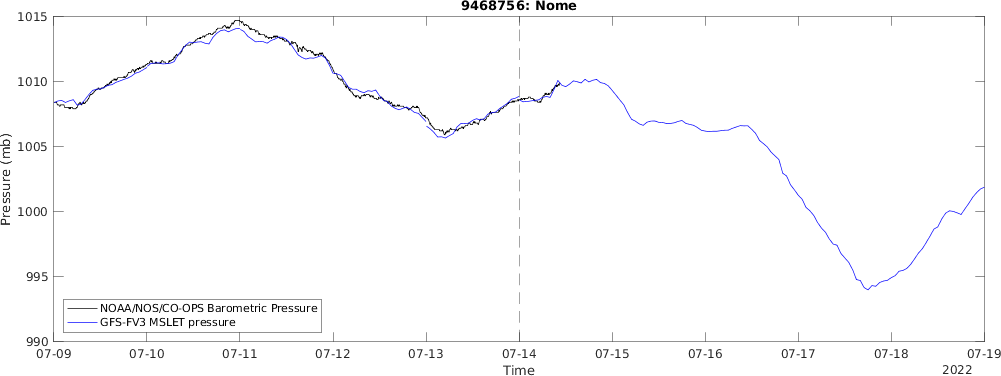 9468756: Nome
1015
1010
1005
1000
995
990
Pressure (mb)
NOAA/NOS/CO-OPS Barometric Pressure
GFS-FV3 MSLET pressure
07-09 07-10 07-11 07-12 07-13 07-14 07-15 07-16 07-17 07-18 07-19
Time
2022